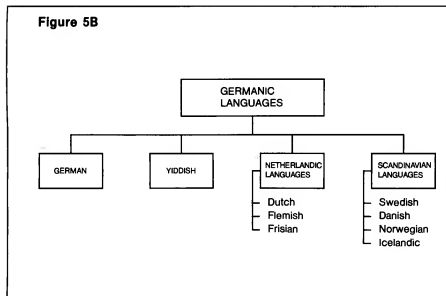 Figure 5B
GERMANIC
LANGUAGES
GERMAN
YIDDISH
NETHERLANDIC
LANGUAGES
Dutch
Flemish
Frisian
SCANDINAVIAN
LANGUAGES
Swedish
Danish
Norwegian
Icelandic